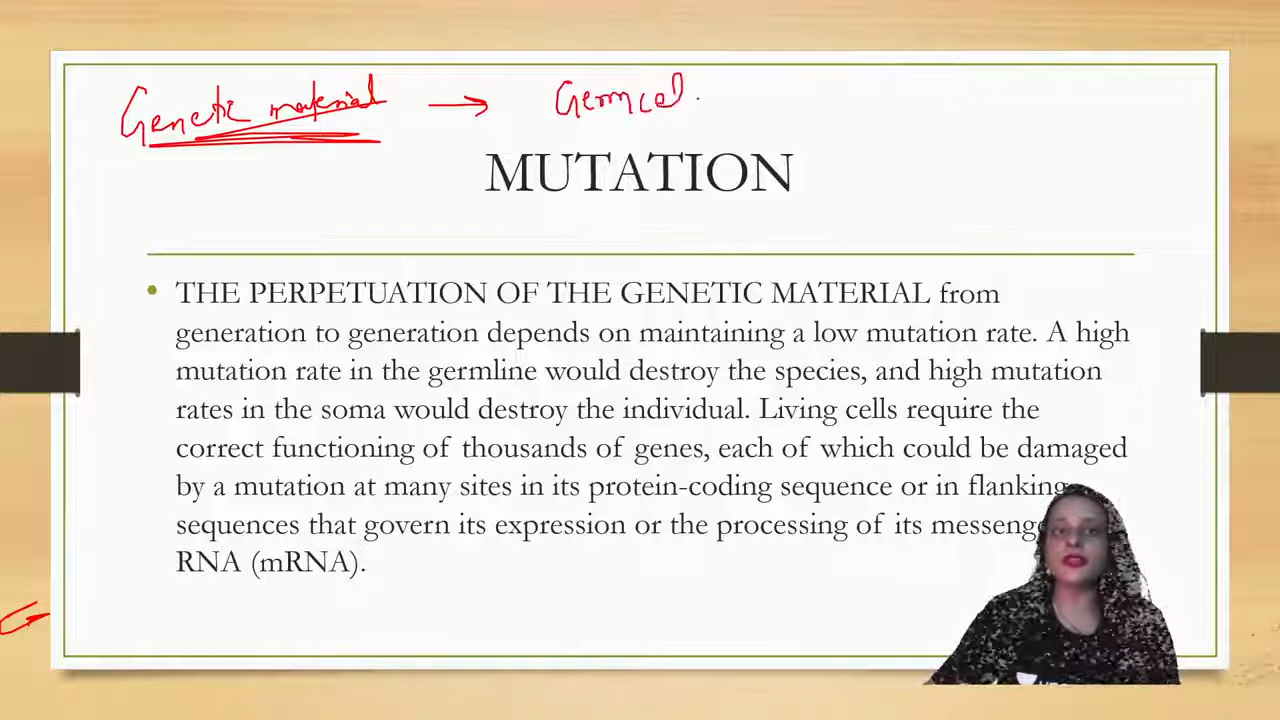 Genetic material → Germcel
MUTATION
• THE PERPETUATION OF THE GENETIC MATERIAL from
generation to generation depends on maintaining a low mutation rate. A high
mutation rate in the germline would destroy the species, and high mutation
rates in the soma would destroy the individual. Living cells require the
correct functioning of thousands of genes, each of which could be damaged
by a mutation at many sites in its protein-coding sequence or in flanking
sequences that govern its expression or the processing of its
RNA (mRNA).